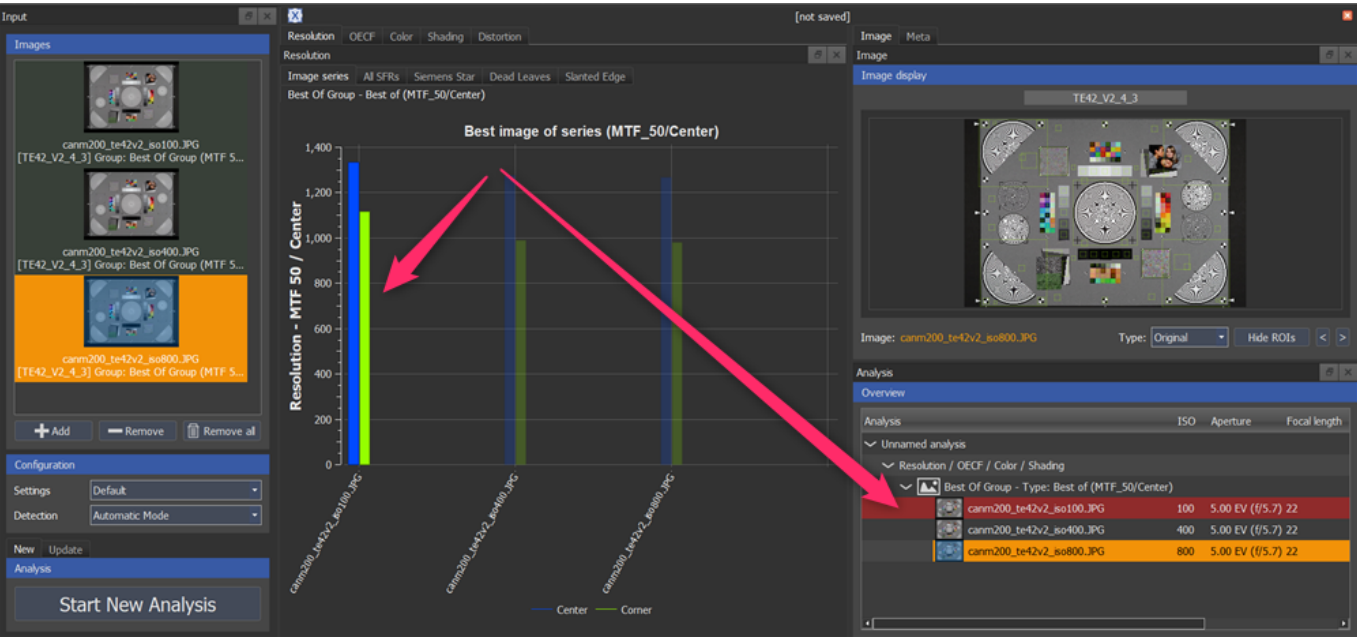 Input
Images
canm200_te42v2_iso100.JPG
[TE42_V2_4_3] Group: Best Of Group (MTF 5...
canm200_te42v2_iso400.JPG
[TE42_V2_4_3] Group: Best Of Group (MTF 5...
canm200_te42v2_iso800.JPG
[TE42_V2_4_3] Group: Best Of Group (MTF 5...
Add Remove Remove all
Configuration
Settings Default
Detection Automatic Mode
New Update
Analysis
Start New Analysis
X [not saved]
Resolution OECF Color Shading Distortion
Resolution
Image series All SFRs Siemens Star Dead Leaves Slanted Edge
Best Of Group - Best of (MTF_50/Center)
Best image of series (MTF_50/Center)
Resolution - MTF 50 / Center
1,400
1,200
1,000
800
600
400
200
0
canm200_te42v2_iso100.JPG
canm200_te42v2_iso400.JPG
canm200_te42v2_iso800.JPG
Center Corner
Image Meta
Image
Image display
TE42_V2_4_3
Image: canm200_te42v2_iso800.JPG Type: Original Hide ROIs < >
Analysis
Overview
Analysis ISO Aperture Focal length
Unnamed analysis
Resolution / OECF / Color / Shading
Best Of Group - Type: Best of (MTF_50/Center)
canm200_te42v2_iso100.JPG 100 5.00 EV (f/5.7) 22
canm200_te42v2_iso400.JPG 400 5.00 EV (f/5.7) 22
canm200_te42v2_iso800.JPG 800 5.00 EV (f/5.7) 22